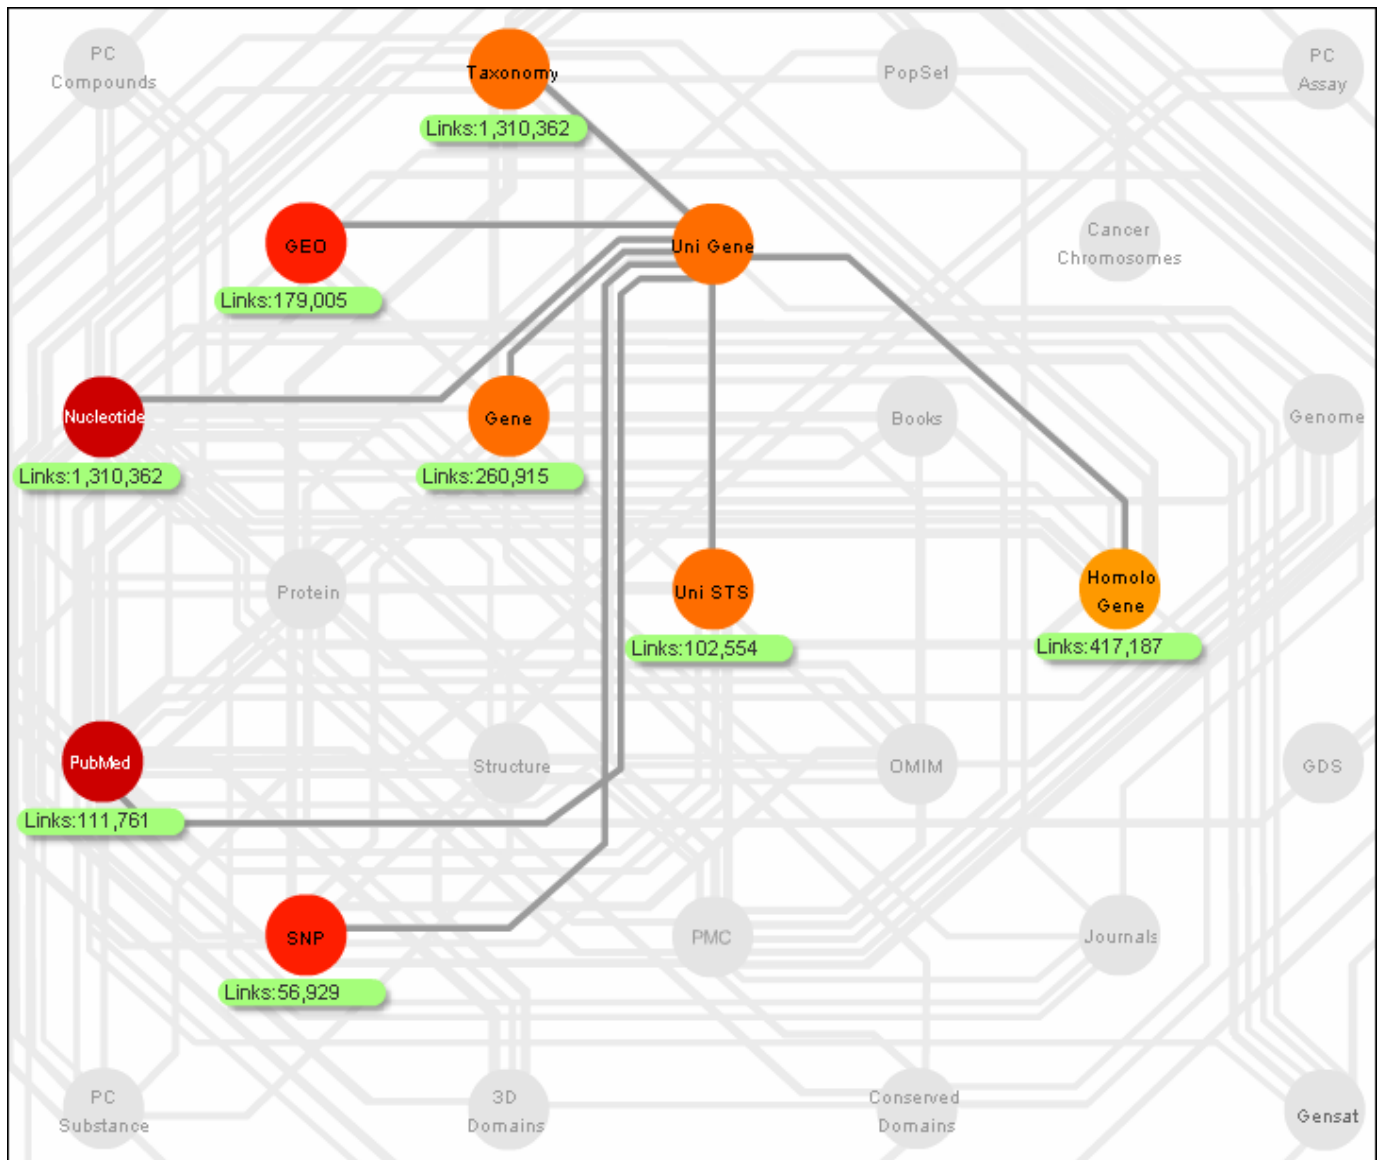 PC
Compounds
Taxonomy
Links:1,310,362
PopSet
PC
Assay
GEO
Links:179,005
Uni Gene
Cancer
Chromosomes
Nucleotide
Links:1,310,362
Gene
Links:260,915
Books
Genome
Protein
Uni STS
Links:102,554
Homolo
Gene
Links:417,187
PubMed
Links:111,761
Structure
OMIM
GDS
SNP
Links:56,929
PMC
Journals
PC
Substance
3D
Domains
Conserved
Domains
Gensat